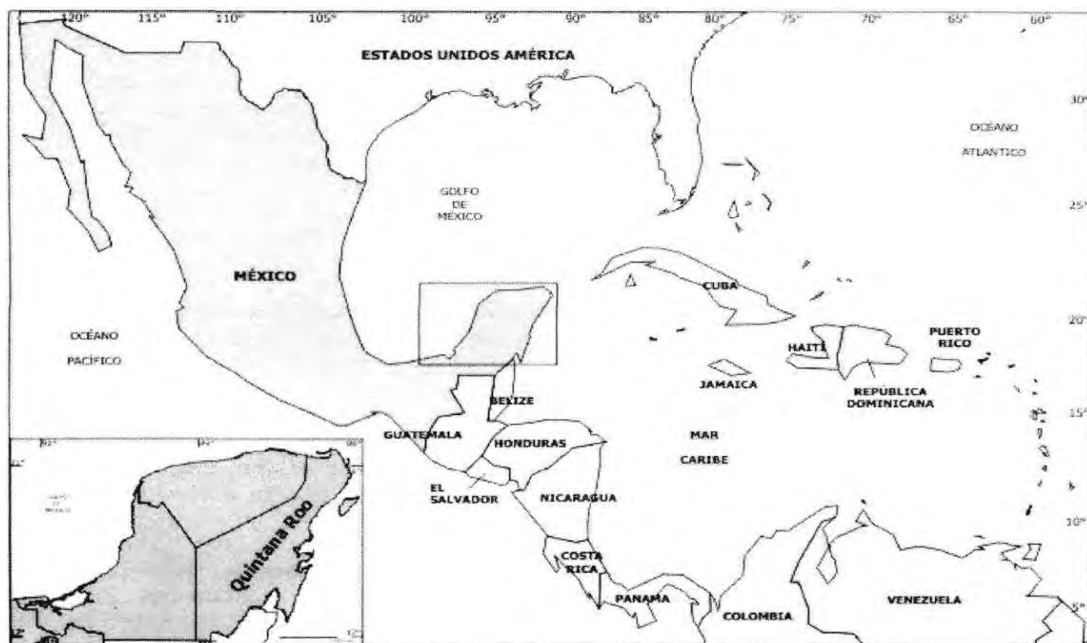 120° 115° 110° 105° 100° 95° 90° 85° 80° 75° 70° 65° 60°
ESTADOS UNIDOS AMÉRICA
30°
OCÉANO
ATLANTICO
GOLFO
DE
MÉXICO
25°
MÉXICO
CUBA
20°
OCÉANO
PACÍFICO
HAITÍ
PUERTO
RICO
JAMAICA
REPÚBLICA
DOMINICANA
BELIZE
15°
GUATEMALA
HONDURAS
MAR
CARIBE
EL
SALVADOR
NICARAGUA
10°
COSTA
RICA
PANAMA
COLOMBIA
VENEZUELA
5°
Quintana Roo